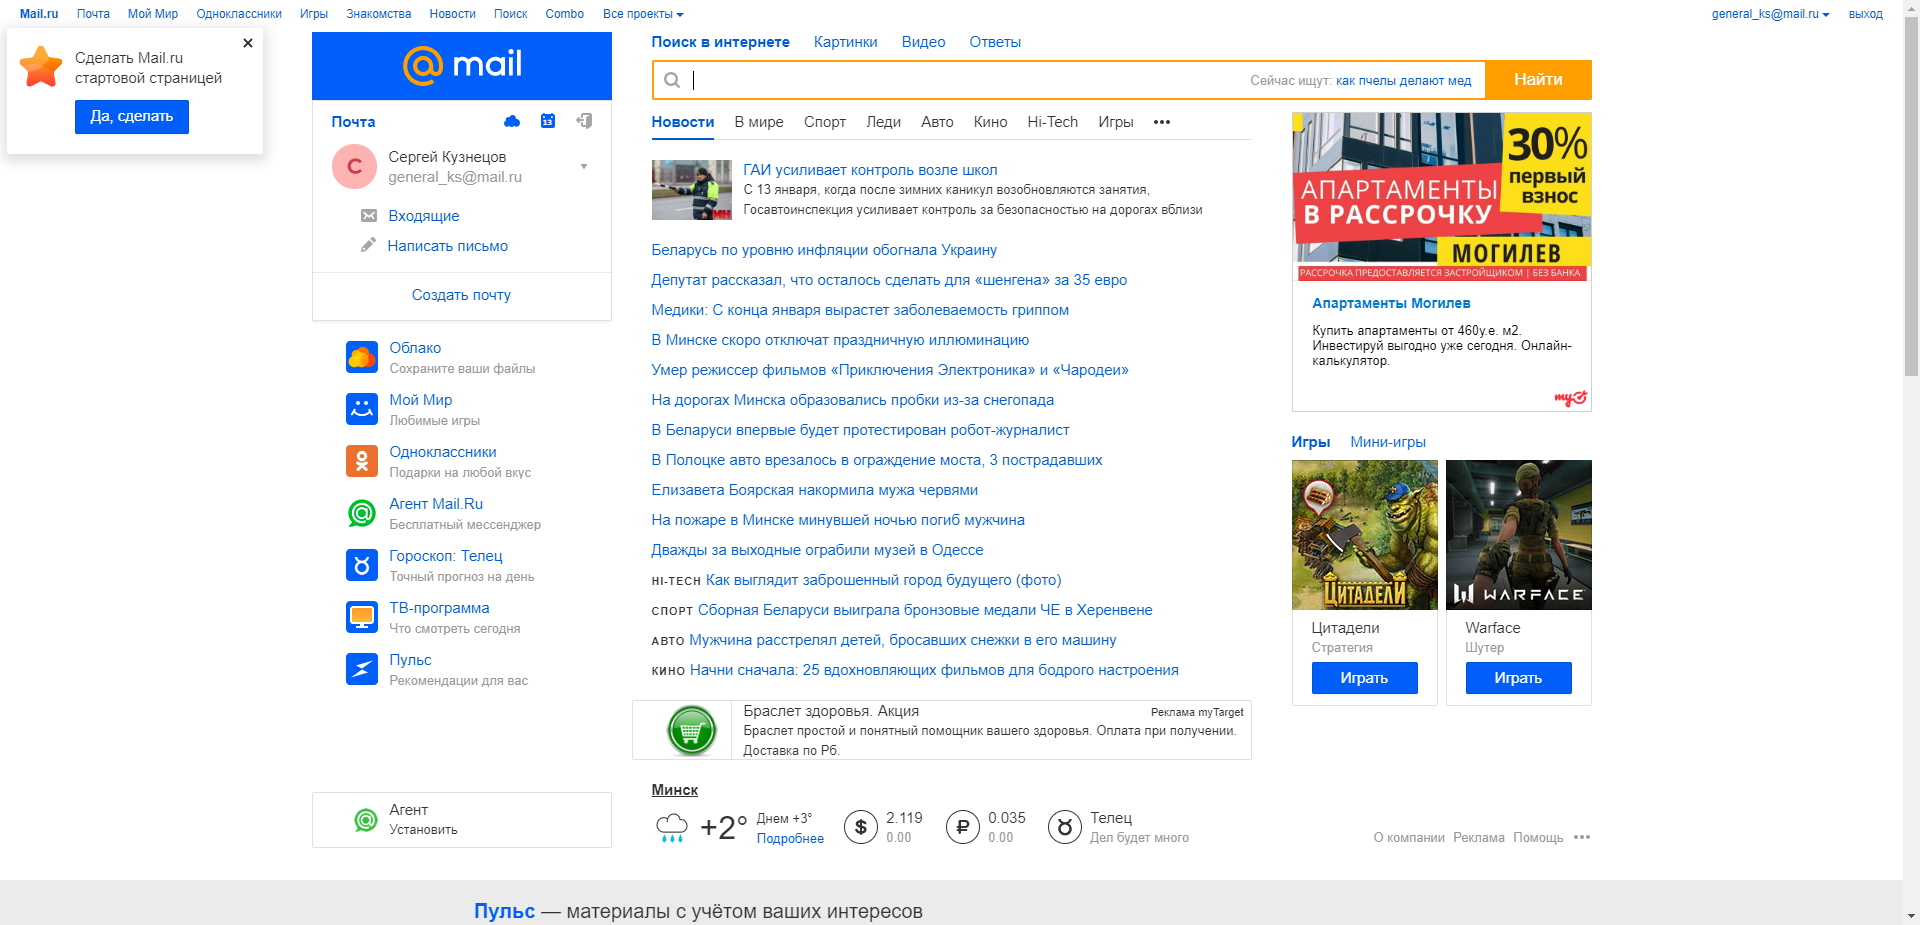 Mail.ru Почта Мой Мир Одноклассники Игры Знакомства Новости Поиск Combo Все проекты
general_ks@mail.ru выход
Сделать Mail.ru
стартовой страницей
Да, сделать
@mail
Почта
13
С
Сергей Кузнецов
general_ks@mail.ru
Входящие
Написать письмо
Создать почту
Облако
Сохраните ваши файлы
Мой Мир
Любимые игры
Одноклассники
Подарки на любой вкус
Агент Mail.Ru
Бесплатный мессенджер
Гороскоп: Телец
Точный прогноз на день
ТВ-программа
Что смотреть сегодня
Пульс
Рекомендации для вас
Агент
Установить
Поиск в интернете Картинки Видео Ответы
Сейчас ищут: как пчелы делают мед
Найти
Новости В мире Спорт Леди Авто Кино Hi-Tech Игры •••
ГАИ усиливает контроль возле школ
С 13 января, когда после зимних каникул возобновляются занятия,
Госавтоинспекция усиливает контроль за безопасностью на дорогах вблизи
Беларусь по уровню инфляции обогнала Украину
Депутат рассказал, что осталось сделать для «шенгена» за 35 евро
Медики: С конца января вырастет заболеваемость гриппом
В Минске скоро отключат праздничную иллюминацию
Умер режиссер фильмов «Приключения Электроника» и «Чародеи»
На дорогах Минска образовались пробки из-за снегопада
В Беларуси впервые будет протестирован робот-журналист
В Полоцке авто врезалось в ограждение моста, 3 пострадавших
Елизавета Боярская накормила мужа червями
На пожаре в Минске минувшей ночью погиб мужчина
Дважды за выходные ограбили музей в Одессе
HI-TECH Как выглядит заброшенный город будущего (фото)
СПОРТ Сборная Беларуси выиграла бронзовые медали ЧЕ в Херенвене
АВТО Мужчина расстрелял детей, бросавших снежки в его машину
КИНО Начни сначала: 25 вдохновляющих фильмов для бодрого настроения
Браслет здоровья. Акция
Реклама myTarget
Браслет простой и понятный помощник вашего здоровья. Оплата при получении.
Доставка по Рб.
Минск
+2° Днем +3°
Подробнее
$ 2.119
0.00
₽ 0.035
0.00
Телец
Дел будет много
30%
первый
взнос
АПАРТАМЕНТЫ
В РАССРОЧКУ
МОГИЛЕВ
РАССРОЧКА ПРЕДОСТАВЛЯЕТСЯ ЗАСТРОЙЩИКОМ | БЕЗ БАНКА
Апартаменты Могилев
Купить апартаменты от 460у.е. м2.
Инвестируй выгодно уже сегодня. Онлайн-
калькулятор.
my
Игры Мини-игры
ЦИТАДЕЛИ
WARFACE
Цитадели
Стратегия
Играть
Warface
Шутер
Играть
О компании Реклама Помощь •••
Пульс — материалы с учётом ваших интересов